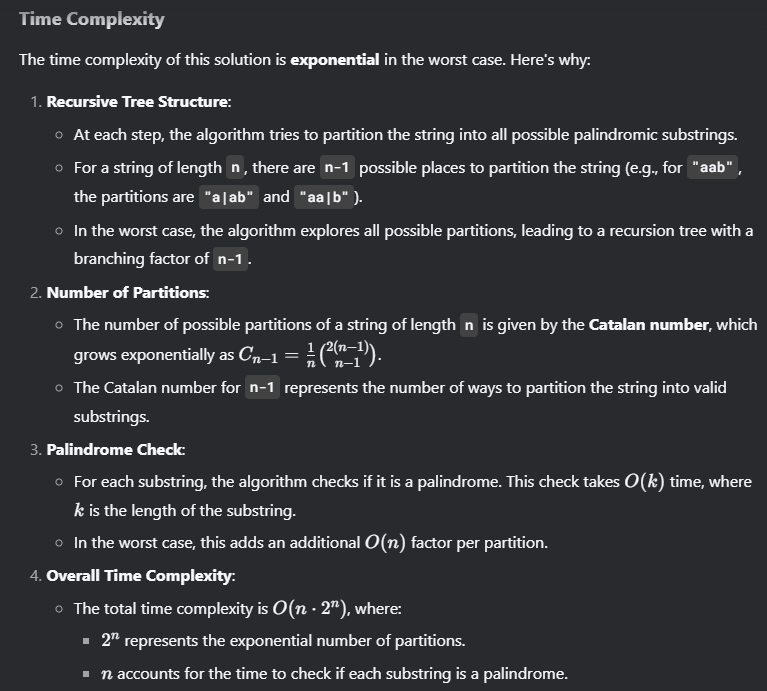 Time Complexity
The time complexity of this solution is exponential in the worst case. Here's why:
1. Recursive Tree Structure:
○ At each step, the algorithm tries to partition the string into all possible palindromic substrings.
○ For a string of length n, there are n-1 possible places to partition the string (e.g., for "aab",
the partitions are "a|ab" and "aa|b").
○ In the worst case, the algorithm explores all possible partitions, leading to a recursion tree with a
branching factor of n-1.
2. Number of Partitions:
○ The number of possible partitions of a string of length n is given by the Catalan number, which
grows exponentially as $C_{n-1} = \frac{1}{n}\binom{2(n-1)}{n-1}$.
○ The Catalan number for n-1 represents the number of ways to partition the string into valid
substrings.
3. Palindrome Check:
○ For each substring, the algorithm checks if it is a palindrome. This check takes $O(k)$ time, where
$k$ is the length of the substring.
○ In the worst case, this adds an additional $O(n)$ factor per partition.
4. Overall Time Complexity:
○ The total time complexity is $O(n \cdot 2^n)$, where:
■ $2^n$ represents the exponential number of partitions.
■ $n$ accounts for the time to check if each substring is a palindrome.